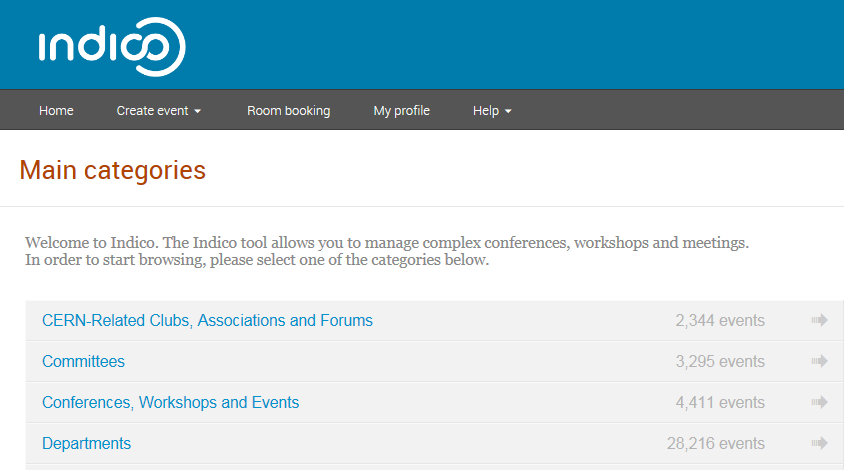 indico
Home Create event Room booking My profile Help
Main categories
Welcome to Indico. The Indico tool allows you to manage complex conferences, workshops and meetings.
In order to start browsing, please select one of the categories below.
CERN-Related Clubs, Associations and Forums 2,344 events
Committees 3,295 events
Conferences, Workshops and Events 4,411 events
Departments 28,216 events